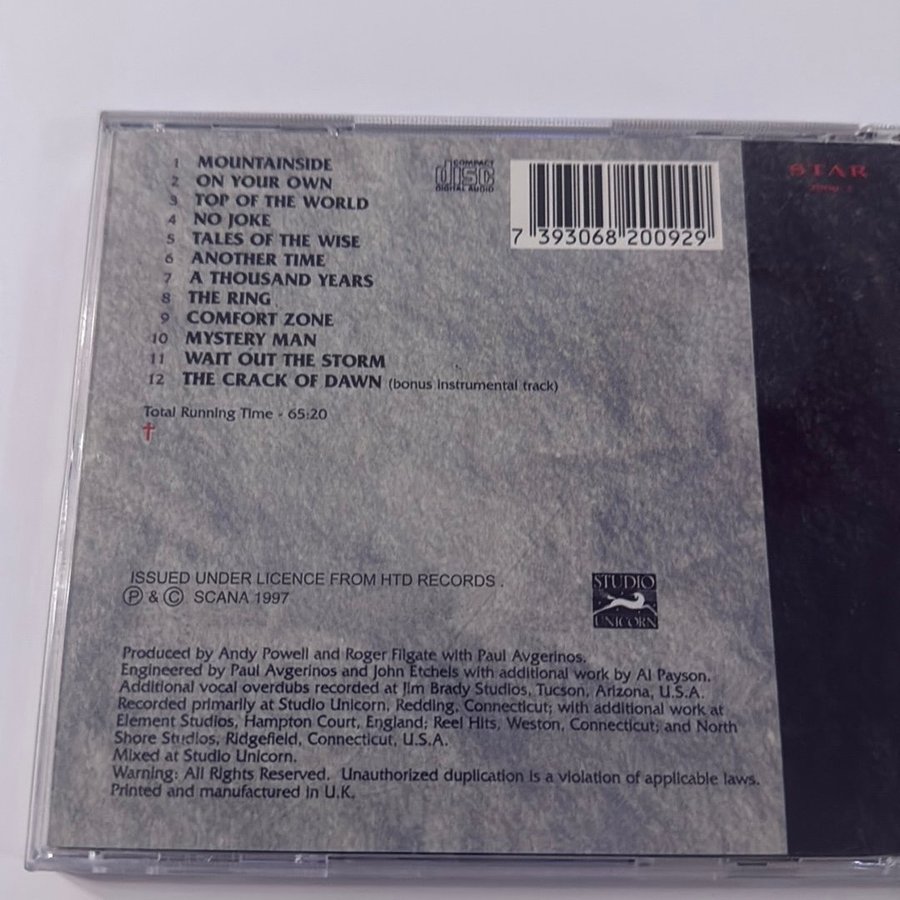 1 MOUNTAINSIDE
2 ON YOUR OWN
3 TOP OF THE WORLD
4 NO JOKE
5 TALES OF THE WISE
6 ANOTHER TIME
7 A THOUSAND YEARS
8 THE RING
9 COMFORT ZONE
10 MYSTERY MAN
11 WAIT OUT THE STORM
12 THE CRACK OF DAWN (bonus instrumental track)
Total Running Time - 65:20
COMPACT
disc
DIGITAL AUDIO
7 393068 200929
STAR
ISSUED UNDER LICENCE FROM HTD RECORDS .
Ⓟ & © SCANA 1997
STUDIO
UNICORN
Produced by Andy Powell and Roger Filgate with Paul Avgerinos.
Engineered by Paul Avgerinos and John Etchels with additional work by Al Payson.
Additional vocal overdubs recorded at Jim Brady Studios, Tucson, Arizona, U.S.A.
Recorded primarily at Studio Unicorn, Redding, Connecticut; with additional work at
Element Studios, Hampton Court, England; Reel Hits, Weston, Connecticut; and North
Shore Studios, Ridgefield, Connecticut, U.S.A.
Mixed at Studio Unicorn.
Warning: All Rights Reserved. Unauthorized duplication is a violation of applicable laws.
Printed and manufactured in U.K.